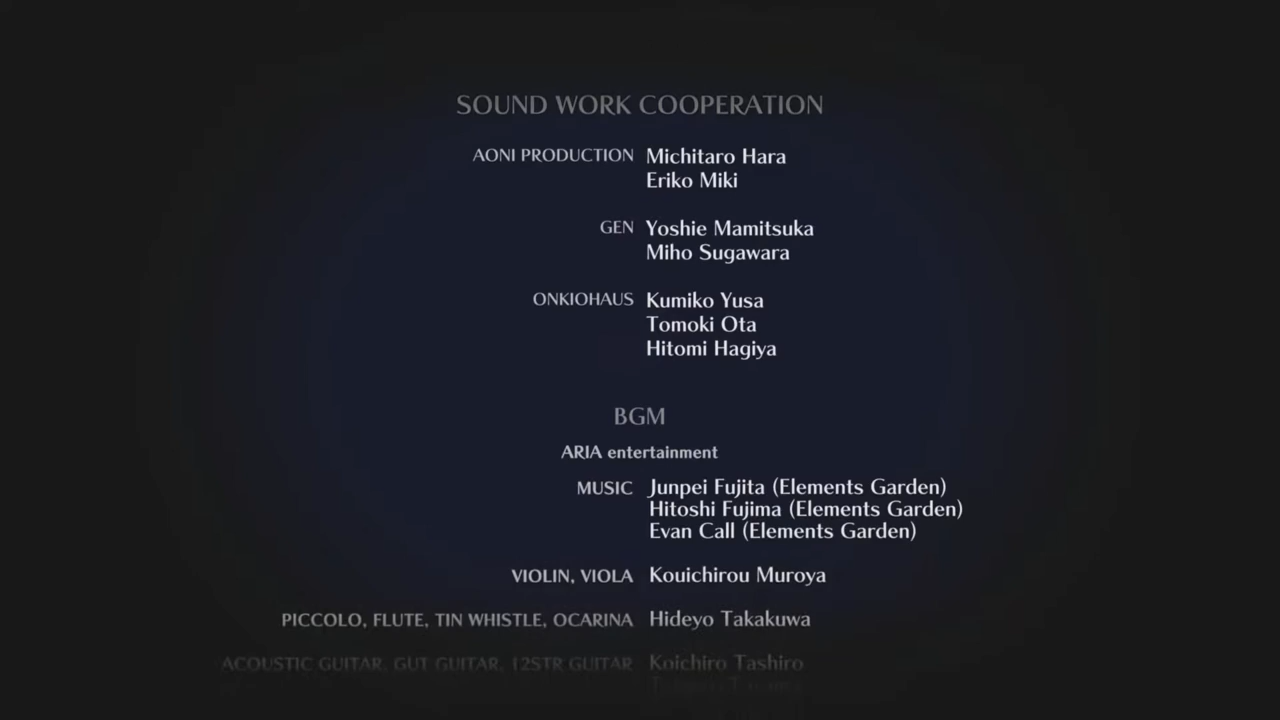 SOUND WORK COOPERATION
AONI PRODUCTION Michitaro Hara
Eriko Miki
GEN Yoshie Mamitsuka
Miho Sugawara
ONKIOHAUS Kumiko Yusa
Tomoki Ota
Hitomi Hagiya
BGM
ARIA entertainment
MUSIC Junpei Fujita (Elements Garden)
Hitoshi Fujima (Elements Garden)
Evan Call (Elements Garden)
VIOLIN, VIOLA Kouichirou Muroya
PICCOLO, FLUTE, TIN WHISTLE, OCARINA Hideyo Takakuwa
ACOUSTIC GUITAR, GUT GUITAR, 12STR GUITAR Koichiro Tashiro